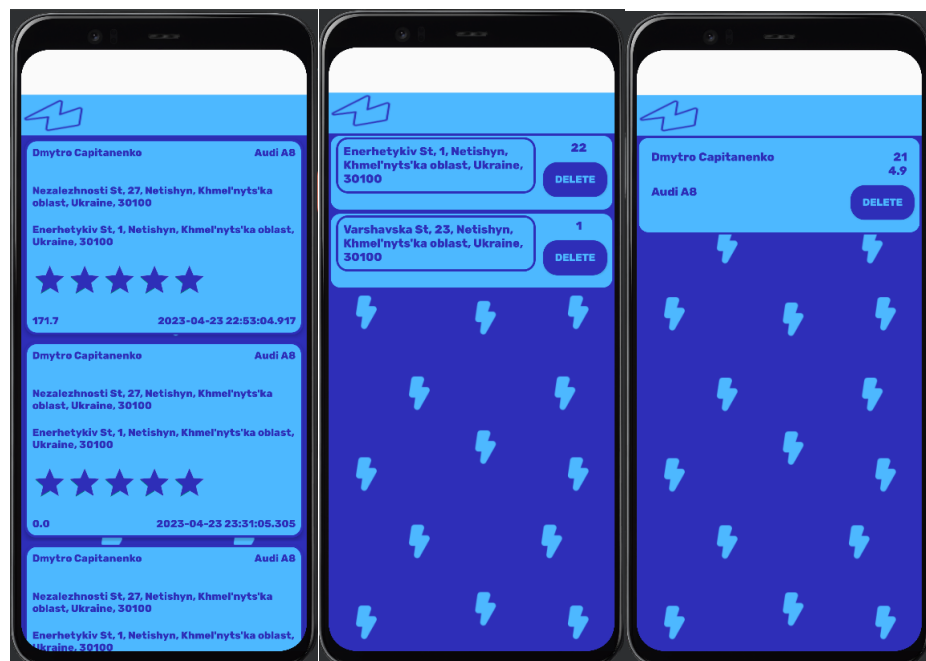 Dmytro Capitanenko Audi A8
Nezalezhnosti St, 27, Netishyn, Khmel'nyts'ka
oblast, Ukraine, 30100
Enerhetykiv St, 1, Netishyn, Khmel'nyts'ka oblast,
Ukraine, 30100
171.7 2023-04-23 22:53:04.917
Dmytro Capitanenko Audi A8
Nezalezhnosti St, 27, Netishyn, Khmel'nyts'ka
oblast, Ukraine, 30100
Enerhetykiv St, 1, Netishyn, Khmel'nyts'ka oblast,
Ukraine, 30100
0.0 2023-04-23 23:31:05.305
Dmytro Capitanenko Audi A8
Nezalezhnosti St, 27, Netishyn, Khmel'nyts'ka
oblast, Ukraine, 30100
Enerhetykiv St, 1, Netishyn, Khmel'nyts'ka oblast,
Ukraine, 30100
Enerhetykiv St, 1, Netishyn,
Khmel'nyts'ka oblast, Ukraine,
30100
22
DELETE
Varshavska St, 23, Netishyn,
Khmel'nyts'ka oblast, Ukraine,
30100
1
DELETE
Dmytro Capitanenko 21
4.9
Audi A8
DELETE